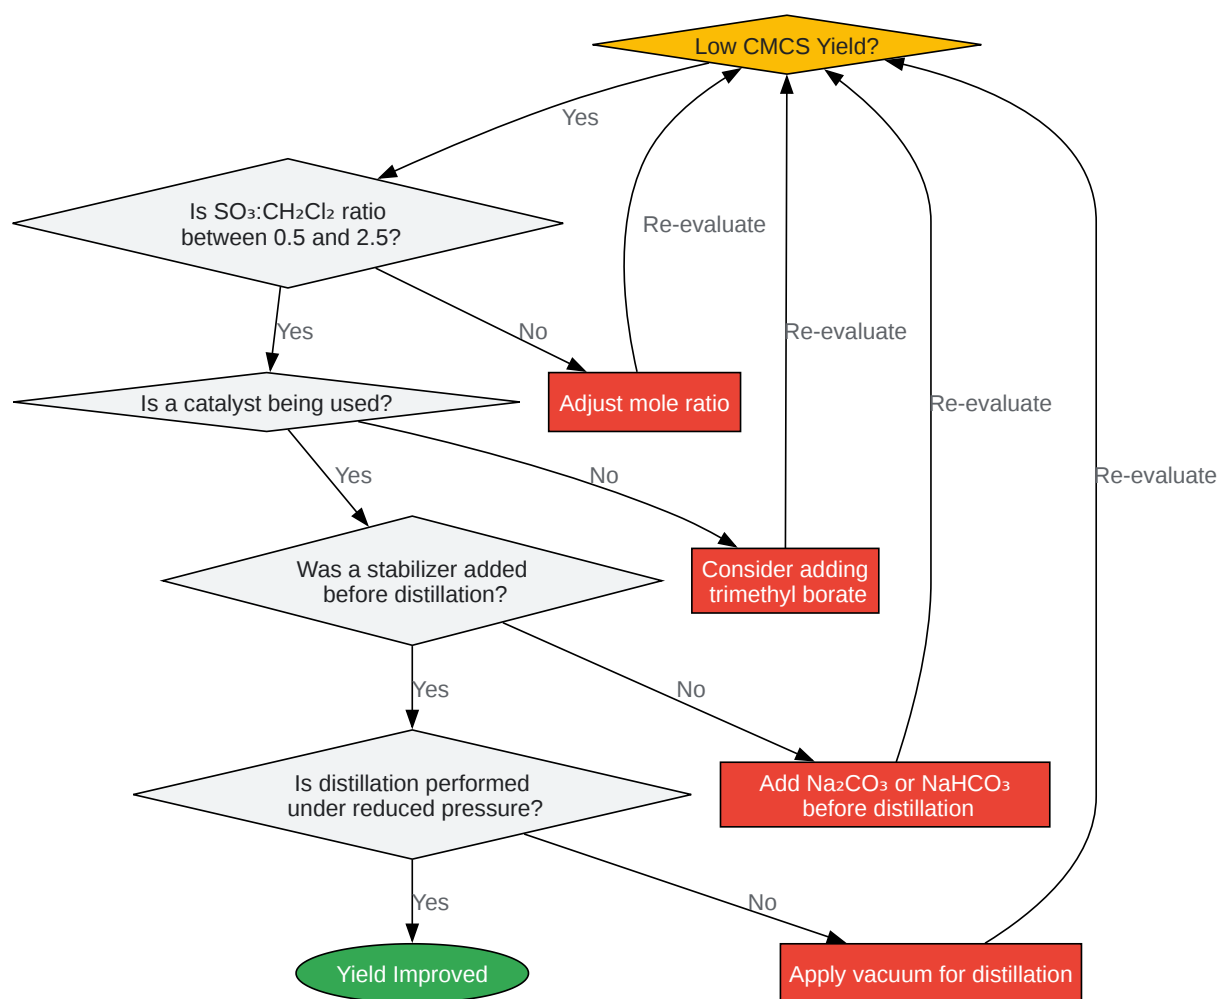 Low CMCS Yield?
Yes
Is SO₃:CH₂Cl₂ ratio
between 0.5 and 2.5?
Re-evaluate
Yes
No
Re-evaluate
Is a catalyst being used?
Adjust mole ratio
Re-evaluate
Yes
No
Re-evaluate
Was a stabilizer added
before distillation?
Consider adding
trimethyl borate
Yes
No
Is distillation performed
under reduced pressure?
Add Na₂CO₃ or NaHCO₃
before distillation
Yes
No
Yield Improved
Apply vacuum for distillation